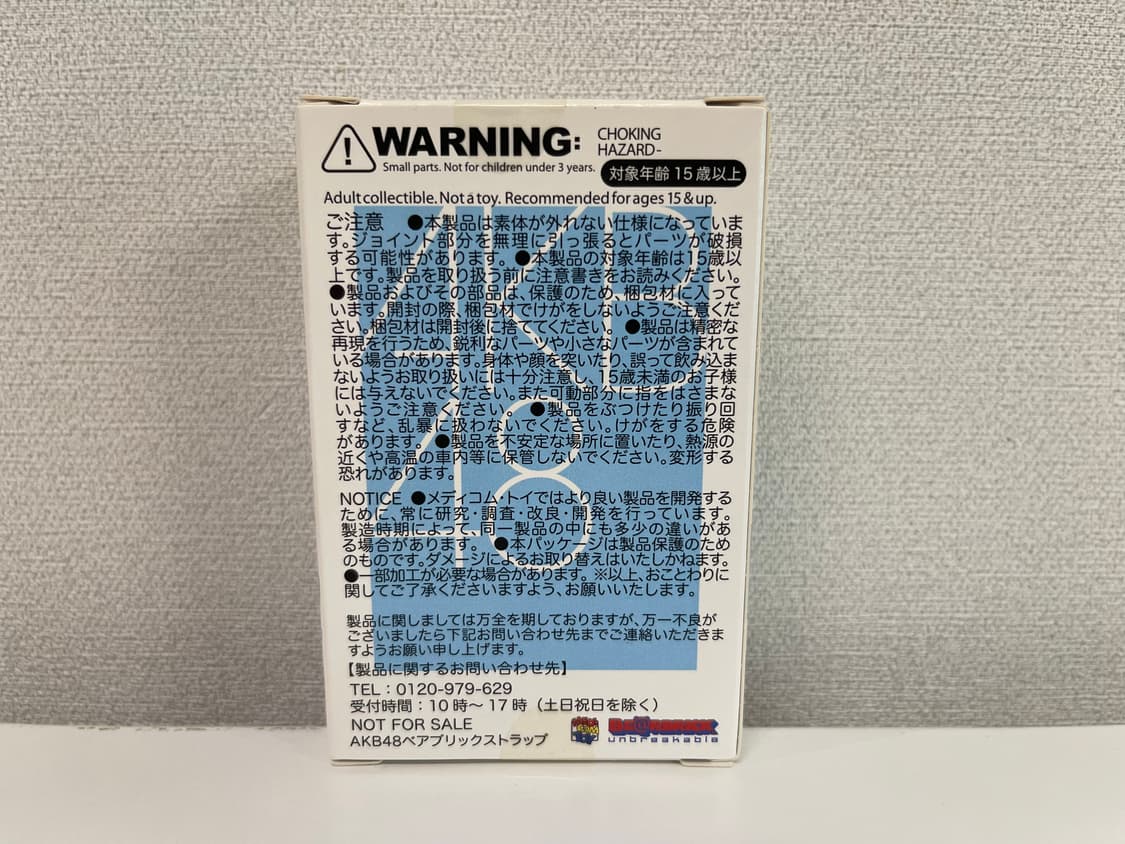 WARNING: CHOKING
HAZARD-
Small parts. Not for children under 3 years.
対象年齢 15 歳以上
Adult collectible. Not a toy. Recommended for ages 15 & up.
ご注意 ●本製品は素体が外れない仕様になっていま
す。ジョイント部分を無理に引っ張るとパーツが破損
する可能性があります。 ●本製品の対象年齢は15歳以
上です。製品を取り扱う前に注意書きをお読みください。
●製品およびその部品は、保護のため、梱包材に入って
います。開封の際、梱包材でけがをしないようご注意くだ
さい。梱包材は開封後に捨ててください。 ●製品は精密な
再現を行うため、鋭利なパーツや小さなパーツが含まれて
いる場合があります。身体や顔を突いたり、誤って飲み込ま
ないようお取り扱いには十分注意し、15歳未満のお子様
には与えないでください。また可動部分に指をはさまな
いようご注意ください。 ●製品をぶつけたり振り回
すなど、乱暴に扱わないでください。けがをする危険
があります。 ●製品を不安定な場所に置いたり、熱源の
近くや高温の車内等に保管しないでください。変形する
恐れがあります。
NOTICE ●メディコム・トイではより良い製品を開発する
ために、常に研究・調査・改良・開発を行っています。
製造時期によって、同一製品の中にも多少の違いがあ
る場合があります。 ●本パッケージは製品保護のため
のものです。ダメージによるお取り替えはいたしかねます。
●一部加工が必要な場合があります。※以上、おことわりに
関してご了承くださいますよう、お願いいたします。
製品に関しましては万全を期しておりますが、万一不良が
ございましたら下記お問い合わせ先までご連絡いただきま
すようお願い申し上げます。
【製品に関するお問い合わせ先】
TEL：0120-979-629
受付時間：10時～17時（土日祝日を除く）
NOT FOR SALE
AKB48ベアブリックストラップ
BE@RBRICK
unbreakable
AKB
48